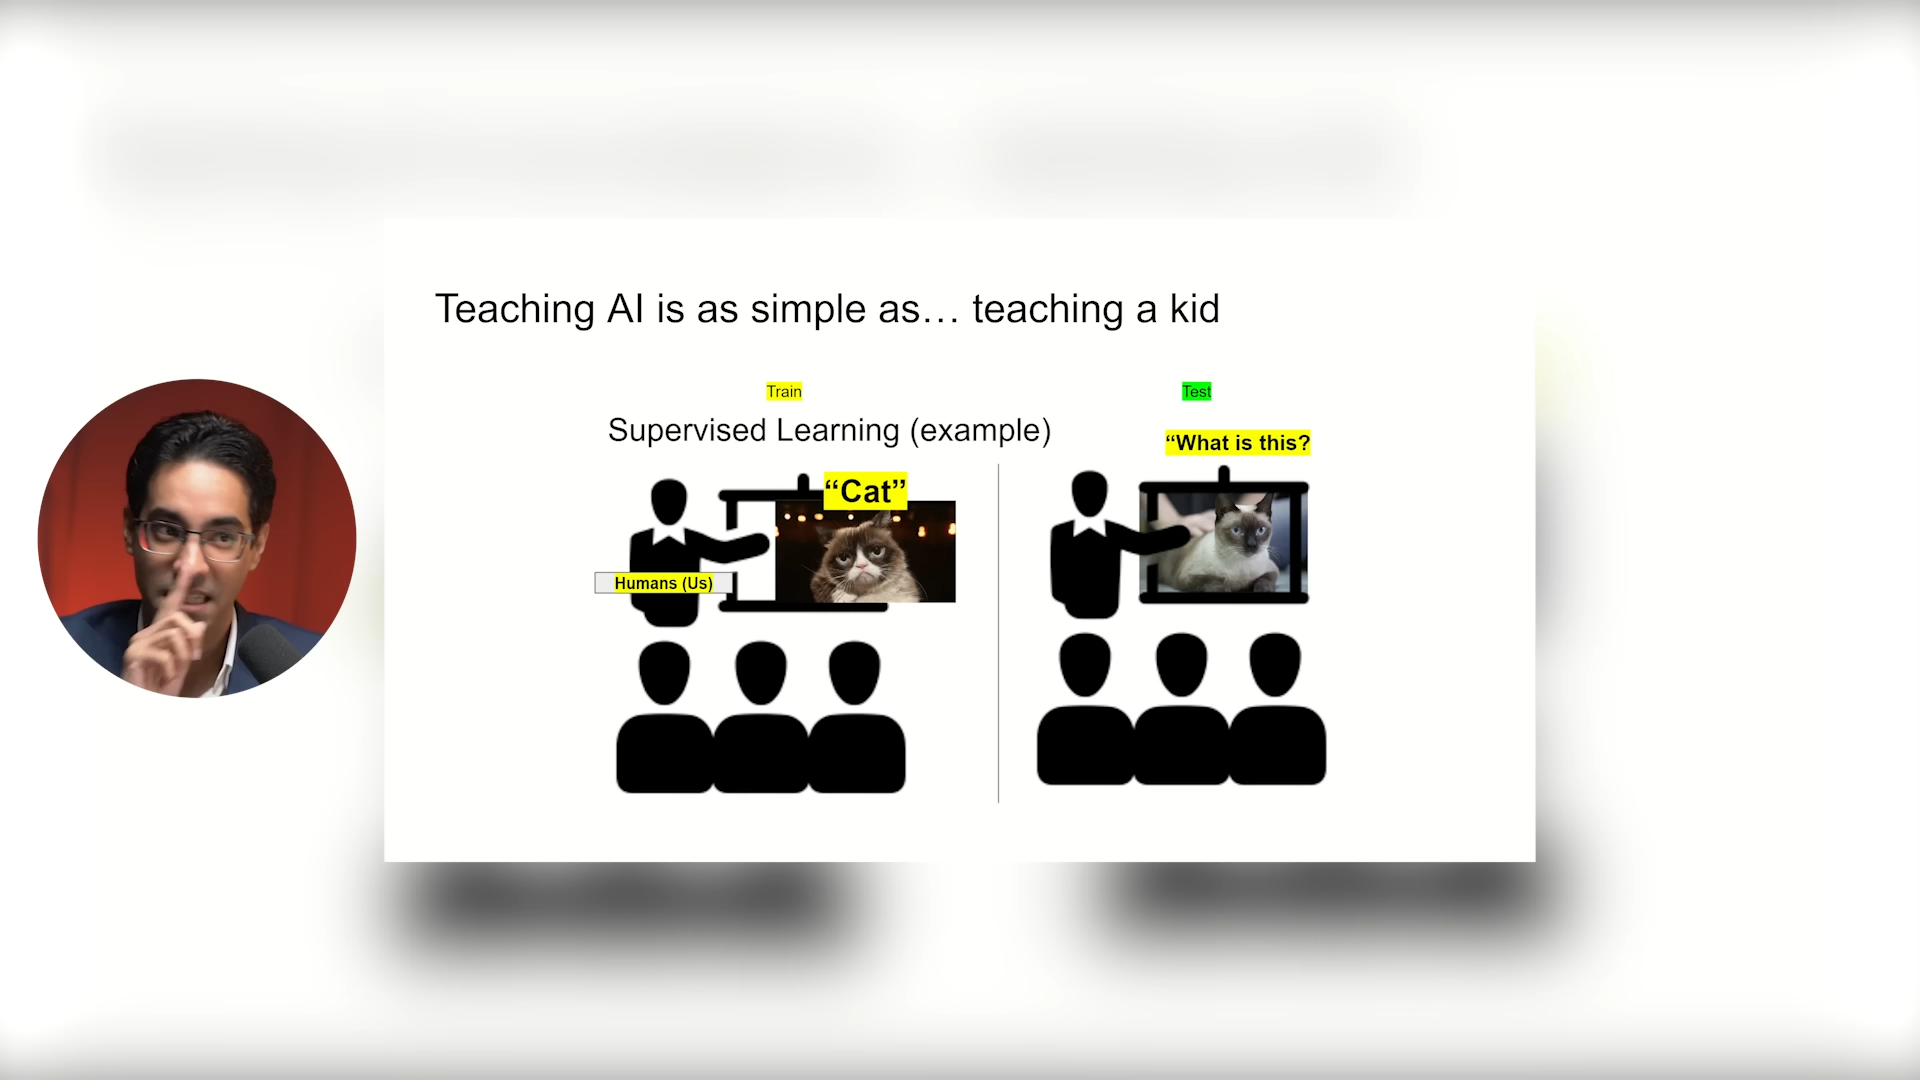 Teaching AI is as simple as… teaching a kid
Train
Supervised Learning (example)
“Cat”
Humans (Us)
Test
“What is this?